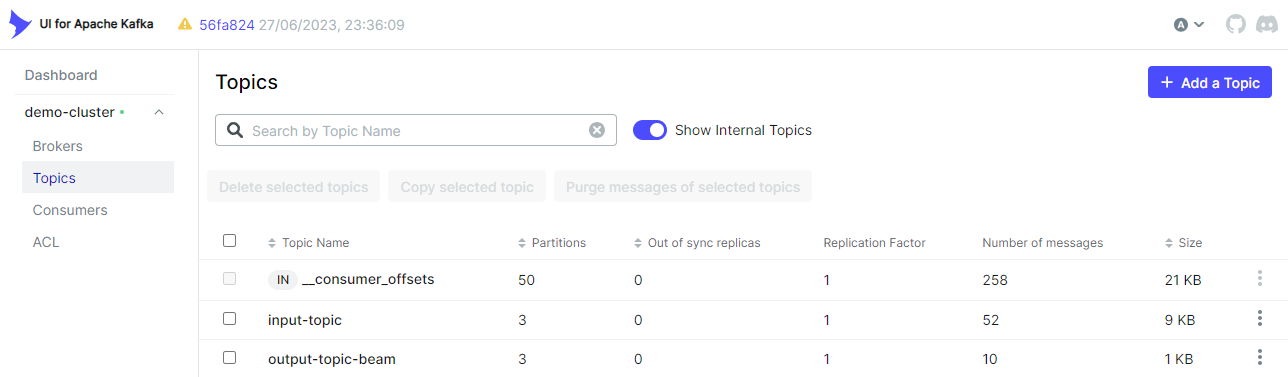 UI for Apache Kafka 56fa824 27/06/2023, 23:36:09 A
Dashboard
demo-cluster
Brokers
Topics
Consumers
ACL
Topics
Add a Topic
Search by Topic Name
Show Internal Topics
Delete selected topics Copy selected topic Purge messages of selected topics
Topic Name Partitions Out of sync replicas Replication Factor Number of messages Size
IN __consumer_offsets 50 0 1 258 21 KB
input-topic 3 0 1 52 9 KB
output-topic-beam 3 0 1 10 1 KB